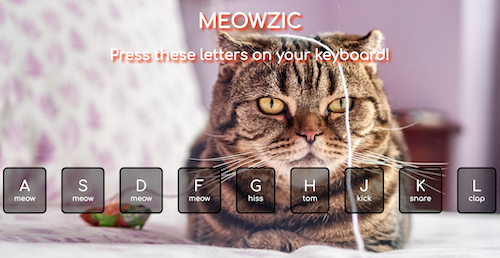 MEOWZIC
Press these letters on your keyboard!
A S D F G H J K L
meow meow meow meow hiss tom kick snare clap